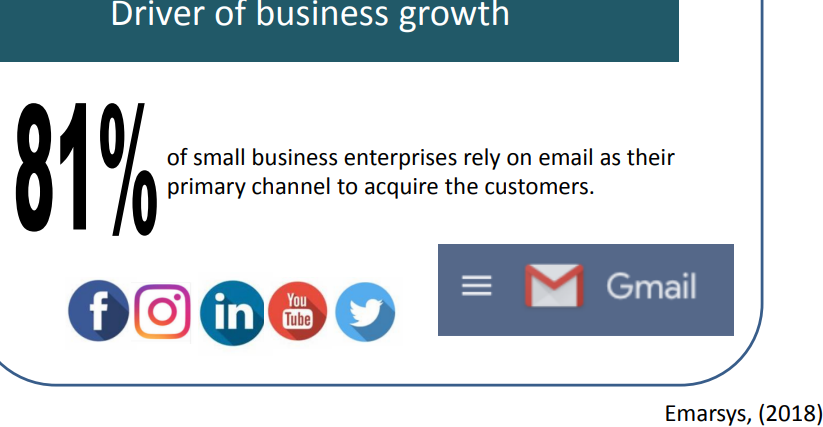 Driver of business growth
81%
of small business enterprises rely on email as their
primary channel to acquire the customers.
f
in
You
Tube
Gmail
Emarsys, (2018)